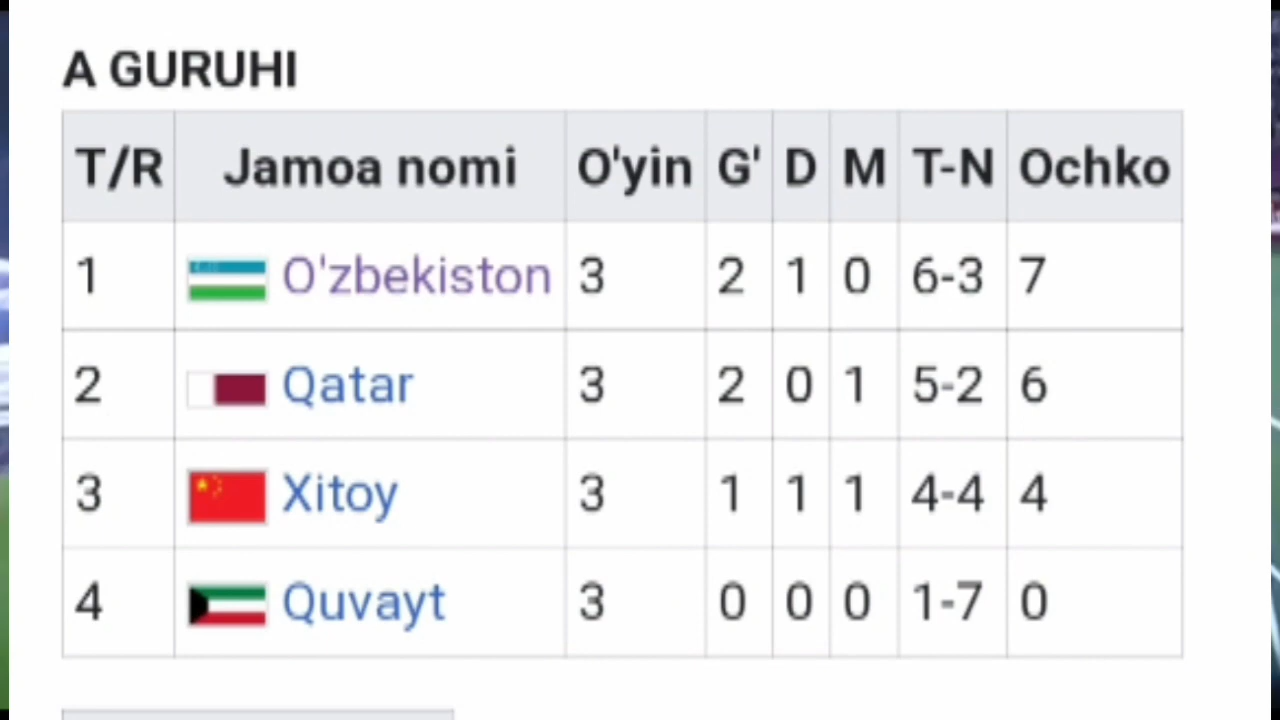 A GURUHI
T/R Jamoa nomi O'yin G' D M T-N Ochko
1 O'zbekiston 3 2 1 0 6-3 7
2 Qatar 3 2 0 1 5-2 6
3 Xitoy 3 1 1 1 4-4 4
4 Quvayt 3 0 0 0 1-7 0